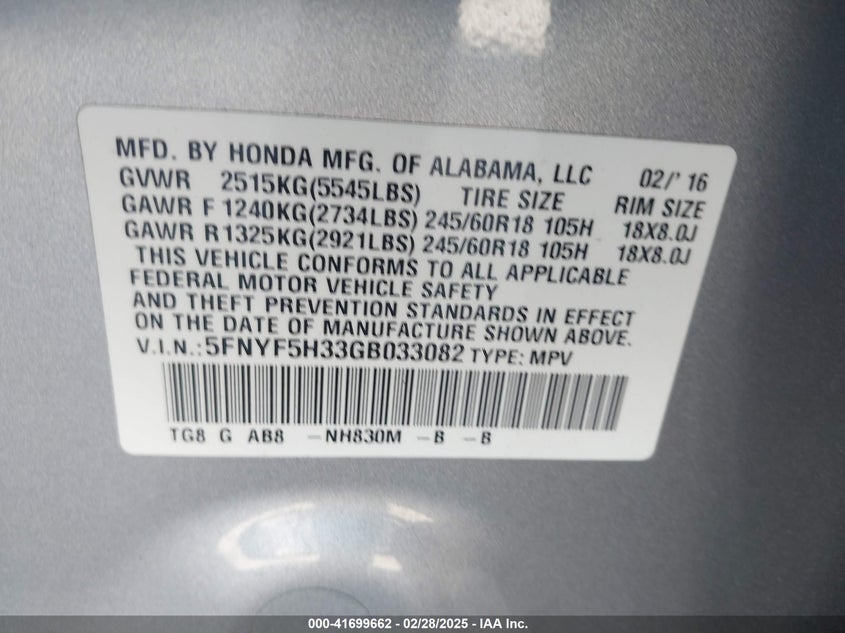 MFD. BY HONDA MFG. OF ALABAMA, LLC 02/' 16
GVWR 2515KG(5545LBS) TIRE SIZE RIM SIZE
GAWR F 1240KG(2734LBS) 245/60R18 105H 18X8.0J
GAWR R 1325KG(2921LBS) 245/60R18 105H 18X8.0J
THIS VEHICLE CONFORMS TO ALL APPLICABLE
FEDERAL MOTOR VEHICLE SAFETY
AND THEFT PREVENTION STANDARDS IN EFFECT
ON THE DATE OF MANUFACTURE SHOWN ABOVE.
V.I.N.:5FNYF5H33GB033082 TYPE: MPV
TG8 G AB8 -NH830M -B -B
000-41699662 - 02/28/2025 - IAA Inc.